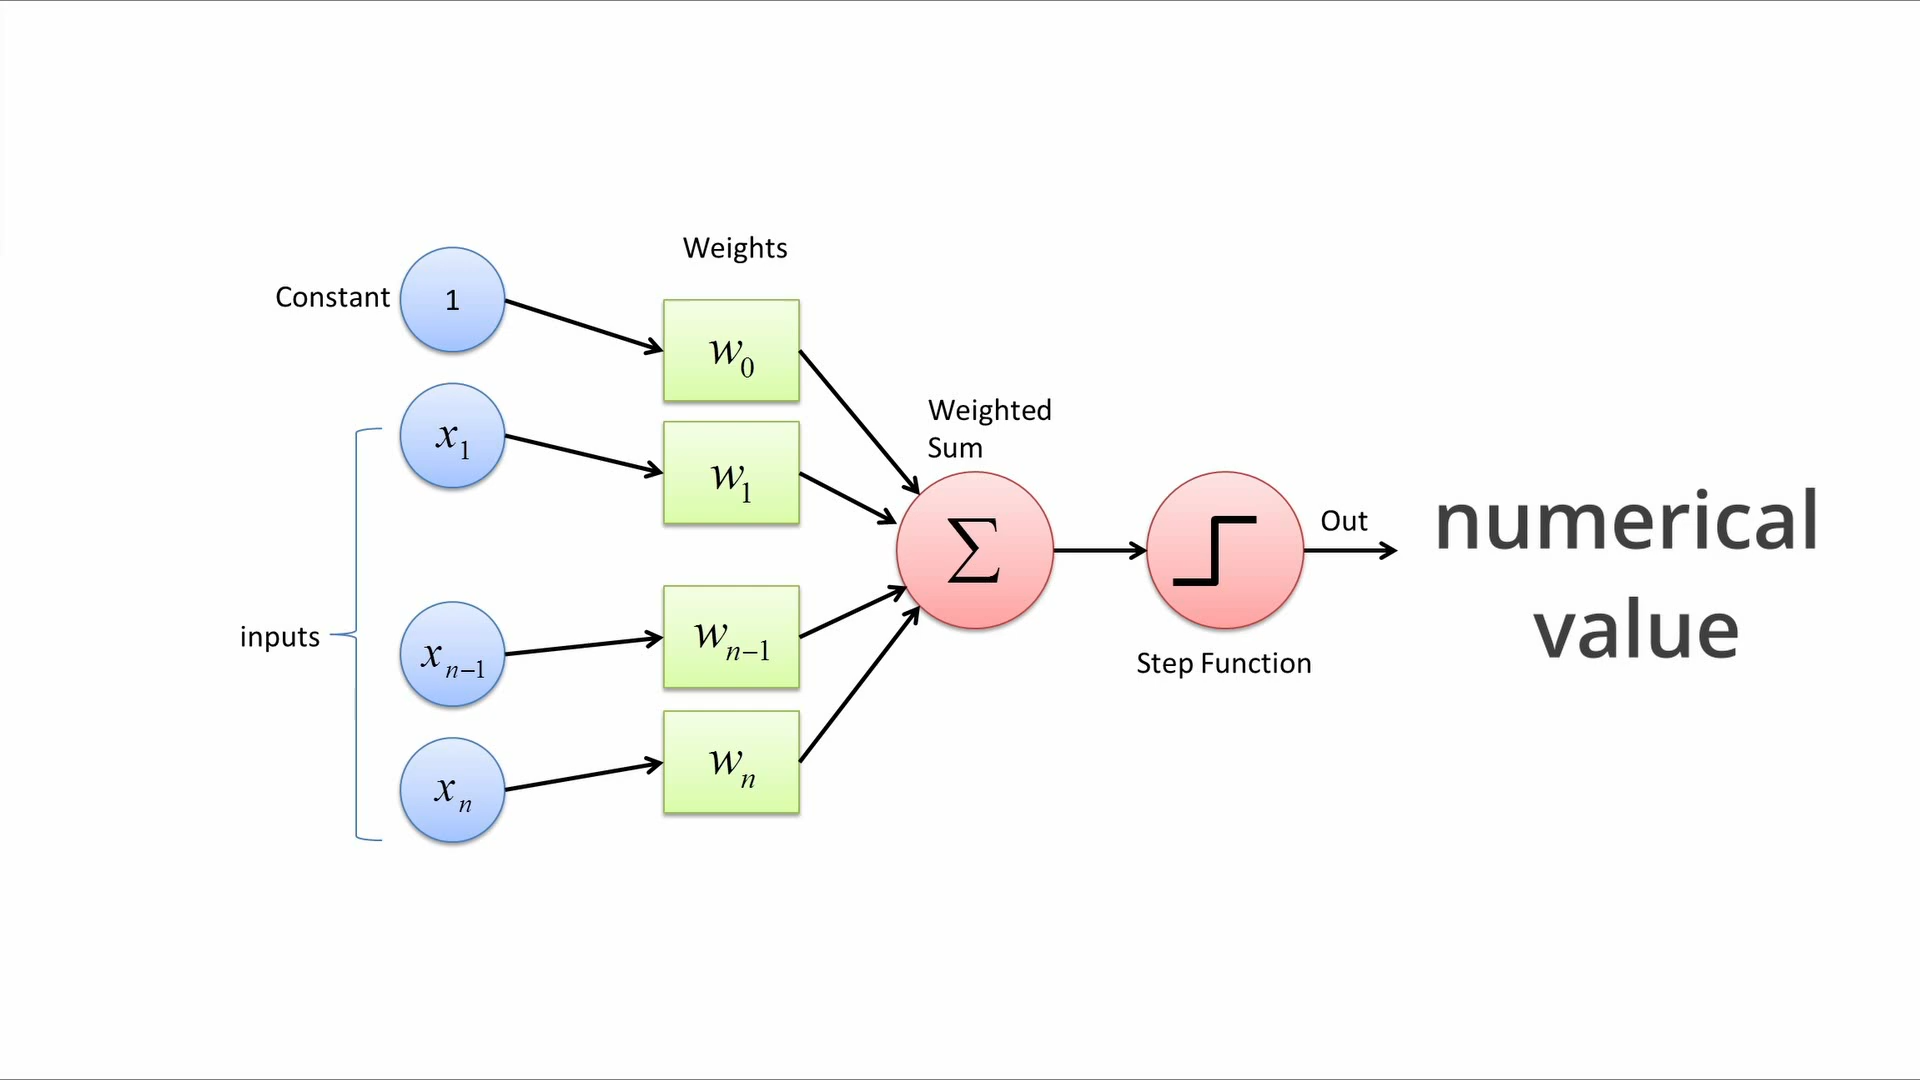 Weights
Constant
1
w0
x1
w1
Weighted
Sum
Σ
Out
numerical
value
inputs
xn−1
wn−1
Step Function
xn
wn